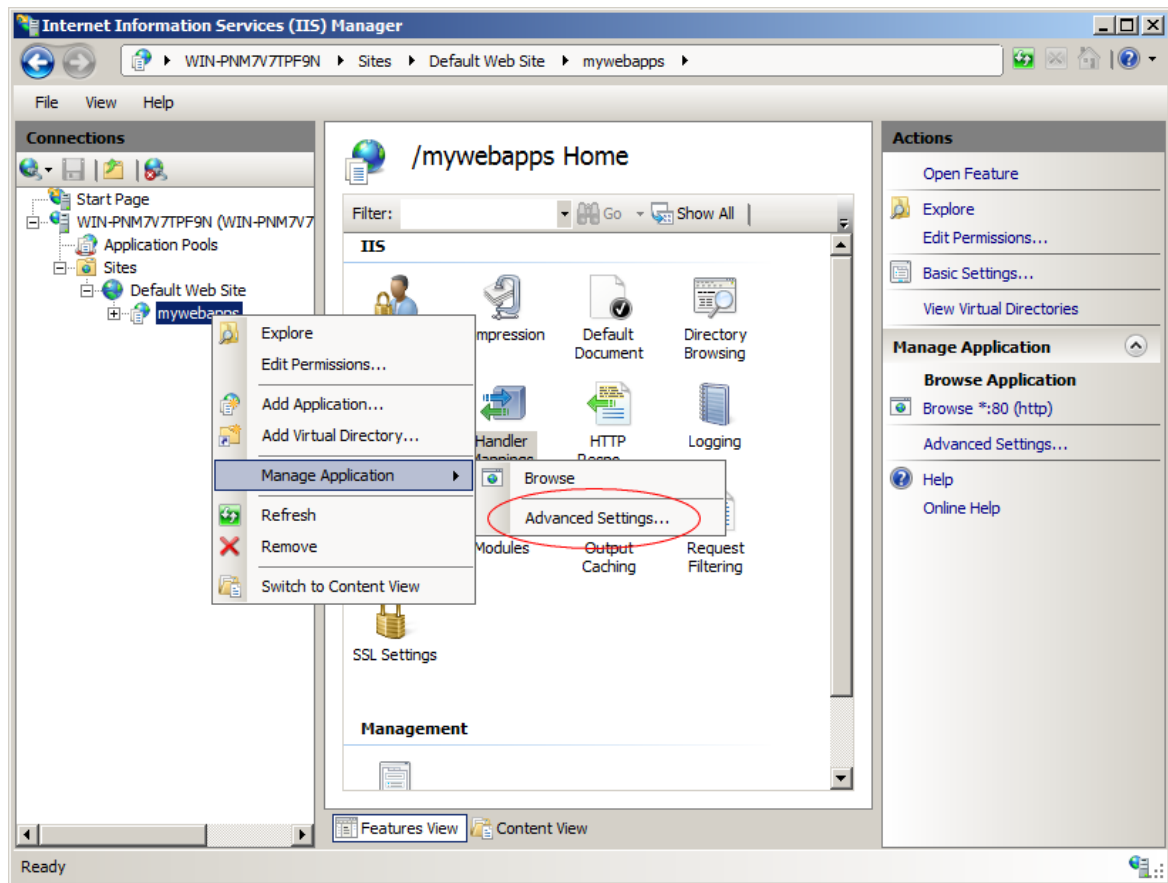 Internet Information Services (IIS) Manager
WIN-PNM7V7TPF9N Sites Default Web Site mywebapps
File View Help
Connections
Start Page
WIN-PNM7V7TPF9N (WIN-PNM7V7
Application Pools
Sites
Default Web Site
mywebapps
Explore
Edit Permissions...
Add Application...
Add Virtual Directory...
Manage Application
Refresh
Remove
Switch to Content View
Browse
Advanced Settings...
/mywebapps Home
Filter: Go Show All
IIS
mpression
Default
Document
Directory
Browsing
Handler
Mappings
HTTP
Respo...
Logging
Modules
Output
Caching
Request
Filtering
SSL Settings
Management
Features View Content View
Actions
Open Feature
Explore
Edit Permissions...
Basic Settings...
View Virtual Directories
Manage Application
Browse Application
Browse *:80 (http)
Advanced Settings...
Help
Online Help
Ready